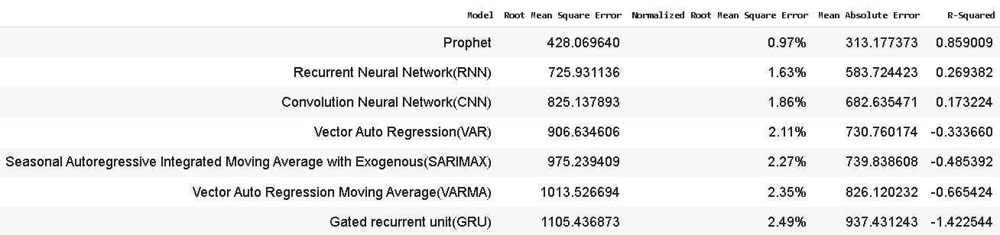 Model Root Mean Square Error Normalized Root Mean Square Error Mean Absolute Error R-Squared
Prophet 428.069640 0.97% 313.177373 0.859009
Recurrent Neural Network(RNN) 725.931136 1.63% 583.724423 0.269382
Convolution Neural Network(CNN) 825.137893 1.86% 682.635471 0.173224
Vector Auto Regression(VAR) 906.634606 2.11% 730.760174 -0.333660
Seasonal Autoregressive Integrated Moving Average with Exogenous(SARIMAX) 975.239409 2.27% 739.838608 -0.485392
Vector Auto Regression Moving Average(VARMA) 1013.526694 2.35% 826.120232 -0.665424
Gated recurrent unit(GRU) 1105.436873 2.49% 937.431243 -1.422544